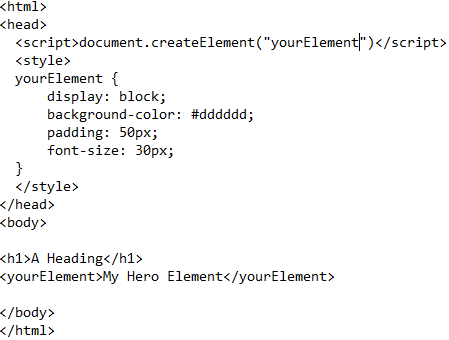 <html>
<head>
  <script>document.createElement("yourElement")</script>
  <style>
  yourElement {
      display: block;
      background-color: #dddddd;
      padding: 50px;
      font-size: 30px;
  }
  </style>
</head>
<body>

<h1>A Heading</h1>
<yourElement>My Hero Element</yourElement>

</body>
</html>